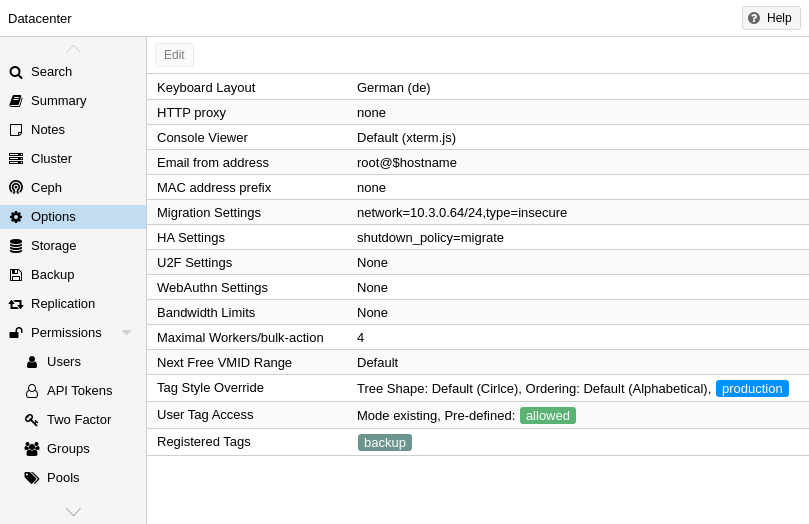 Datacenter
Help
Search
Summary
Notes
Cluster
Ceph
Options
Storage
Backup
Replication
Permissions
Users
API Tokens
Two Factor
Groups
Pools
Edit
Keyboard Layout German (de)
HTTP proxy none
Console Viewer Default (xterm.js)
Email from address root@$hostname
MAC address prefix none
Migration Settings network=10.3.0.64/24,type=insecure
HA Settings shutdown_policy=migrate
U2F Settings None
WebAuthn Settings None
Bandwidth Limits None
Maximal Workers/bulk-action 4
Next Free VMID Range Default
Tag Style Override Tree Shape: Default (Cirlce), Ordering: Default (Alphabetical), production
User Tag Access Mode existing, Pre-defined: allowed
Registered Tags backup